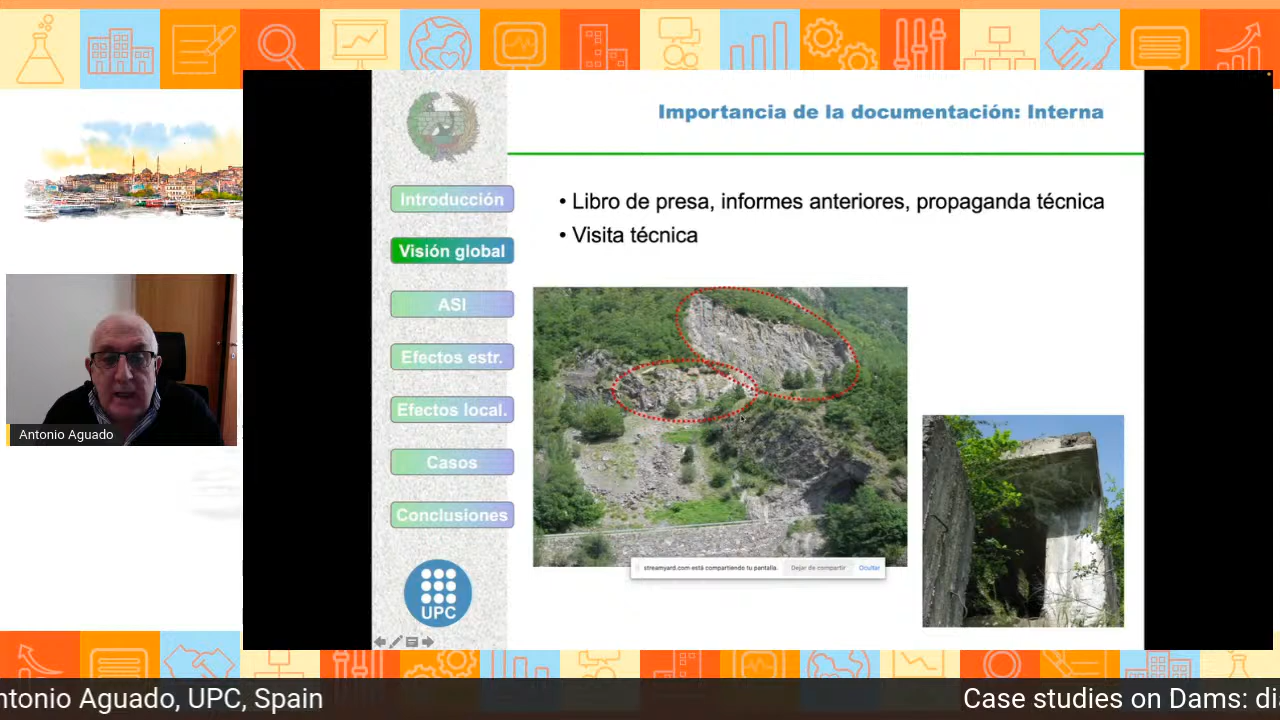 Importancia de la documentación: Interna
Introducción
Visión global
ASI
Efectos estr.
Efectos local.
Casos
Conclusiones
UPC
• Libro de presa, informes anteriores, propaganda técnica
• Visita técnica
streamyard.com está compartiendo tu pantalla.
Dejar de compartir
Ocultar
Antonio Aguado
ntonio Aguado, UPC, Spain
Case studies on Dams: di